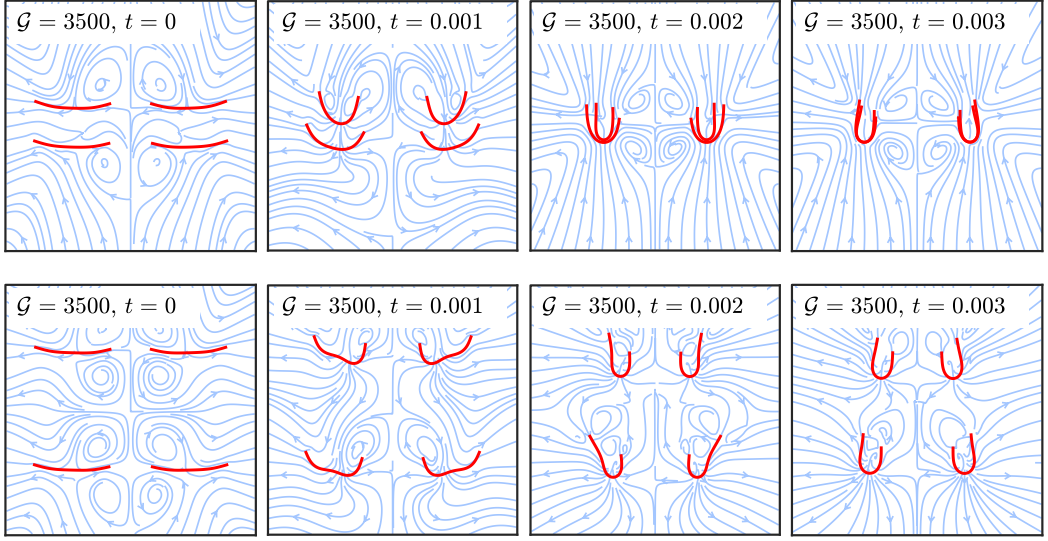 𝒢 = 3500, t = 0
𝒢 = 3500, t = 0.001
𝒢 = 3500, t = 0.002
𝒢 = 3500, t = 0.003
𝒢 = 3500, t = 0
𝒢 = 3500, t = 0.001
𝒢 = 3500, t = 0.002
𝒢 = 3500, t = 0.003